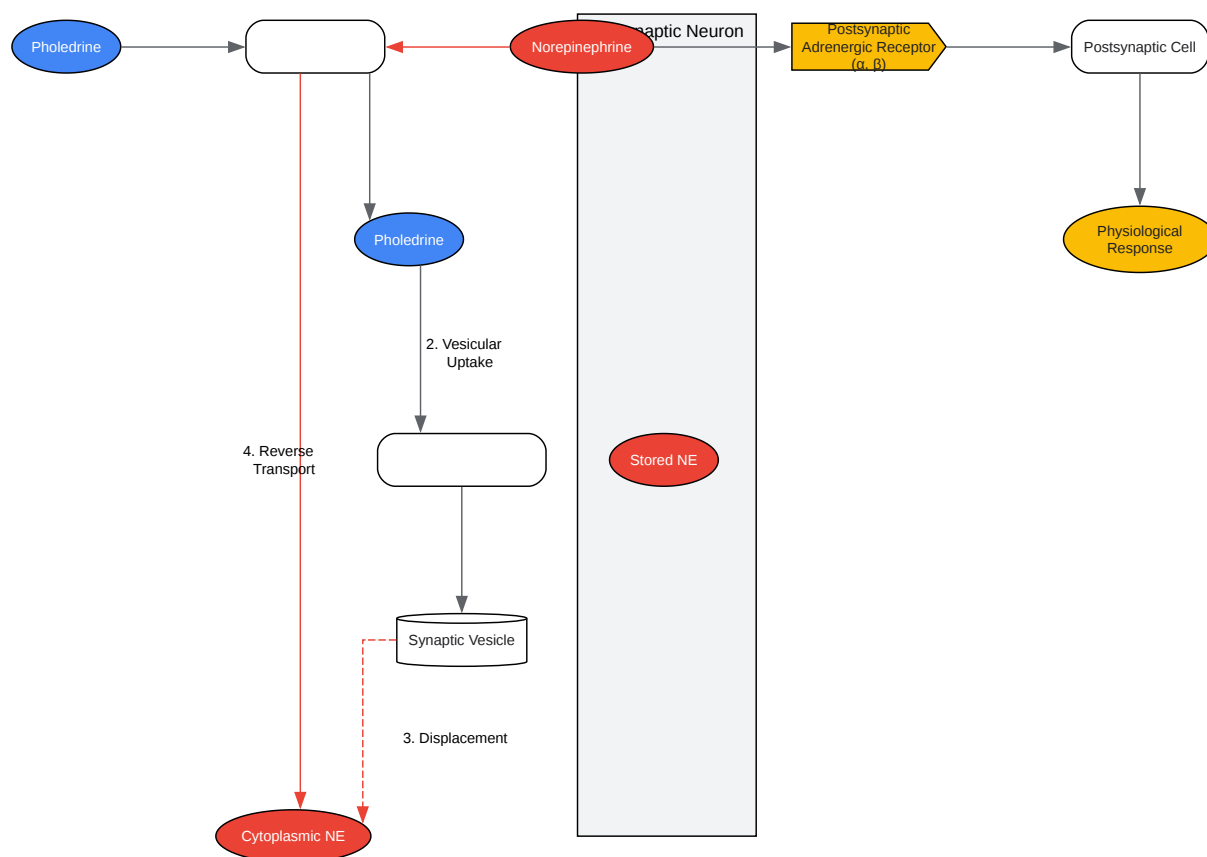 Pholedrine
Norepinephrine
aptic Neuron
Postsynaptic
Adrenergic Receptor
(α, β)
Postsynaptic Cell
Pholedrine
Physiological
Response
2. Vesicular
Uptake
4. Reverse
Transport
Stored NE
Synaptic Vesicle
3. Displacement
Cytoplasmic NE